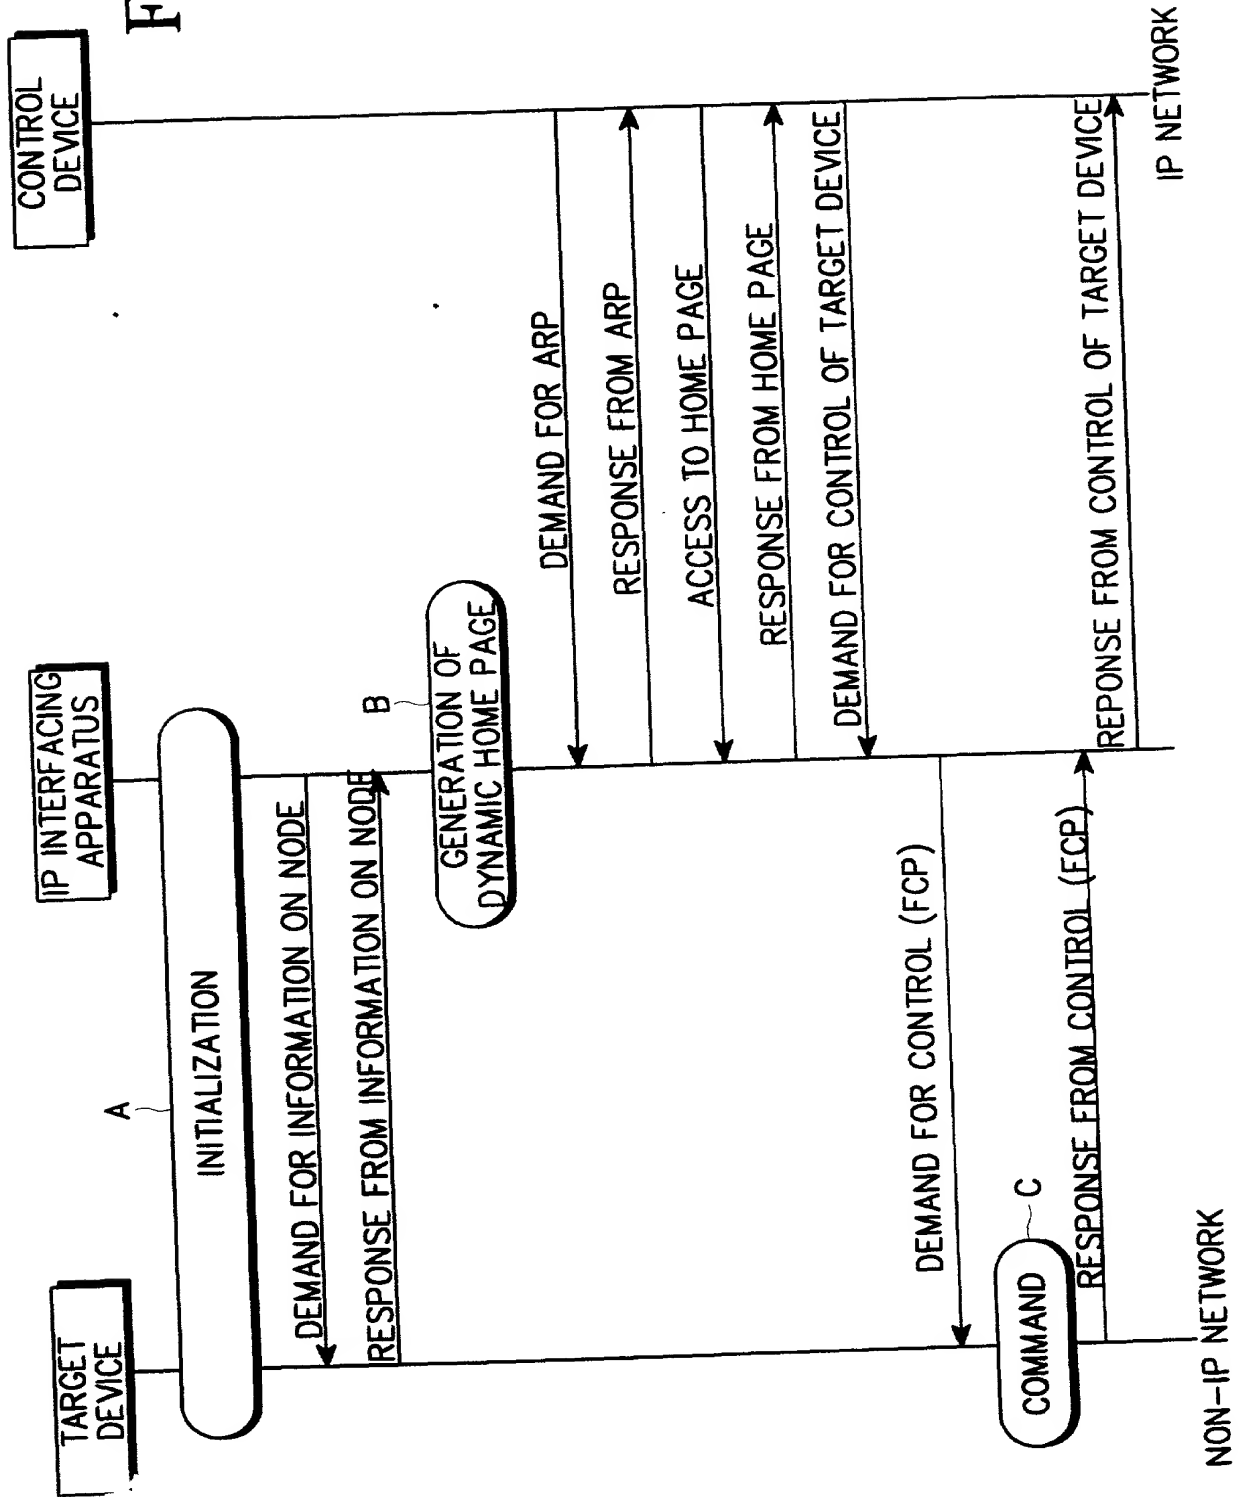 F
TARGET
DEVICE
IP INTERFACING
APPARATUS
CONTROL
DEVICE
A
INITIALIZATION
DEMAND FOR INFORMATION ON NODE
RESPONSE FROM INFORMATION ON NODE
B
GENERATION OF
DYNAMIC HOME PAGE
DEMAND FOR ARP
RESPONSE FROM ARP
ACCESS TO HOME PAGE
RESPONSE FROM HOME PAGE
DEMAND FOR CONTROL OF TARGET DEVICE
DEMAND FOR CONTROL (FCP)
C
COMMAND
RESPONSE FROM CONTROL (FCP)
REPONSE FROM CONTROL OF TARGET DEVICE
NON-IP NETWORK
IP NETWORK